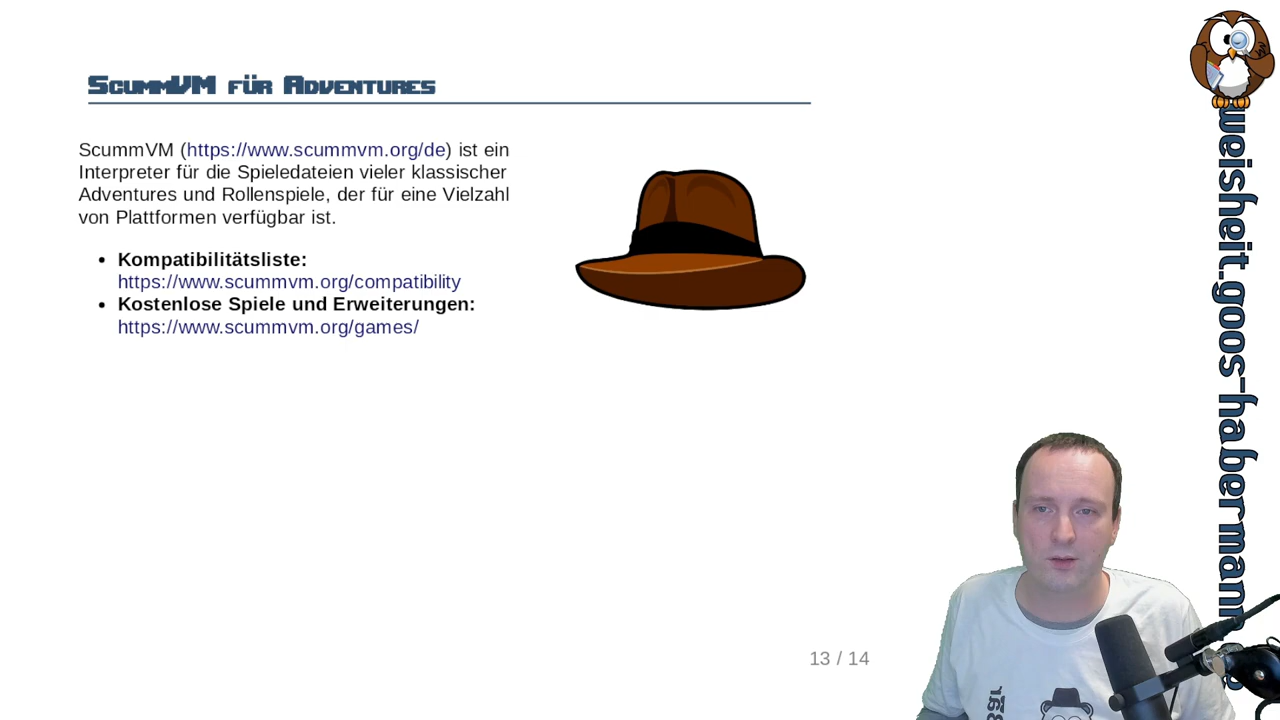 ScummVM für Adventures
ScummVM (https://www.scummvm.org/de) ist ein
Interpreter für die Spieledateien vieler klassischer
Adventures und Rollenspiele, der für eine Vielzahl
von Plattformen verfügbar ist.
• Kompatibilitätsliste:
https://www.scummvm.org/compatibility
• Kostenlose Spiele und Erweiterungen:
https://www.scummvm.org/games/
13 / 14
weisheit.goos-habermann